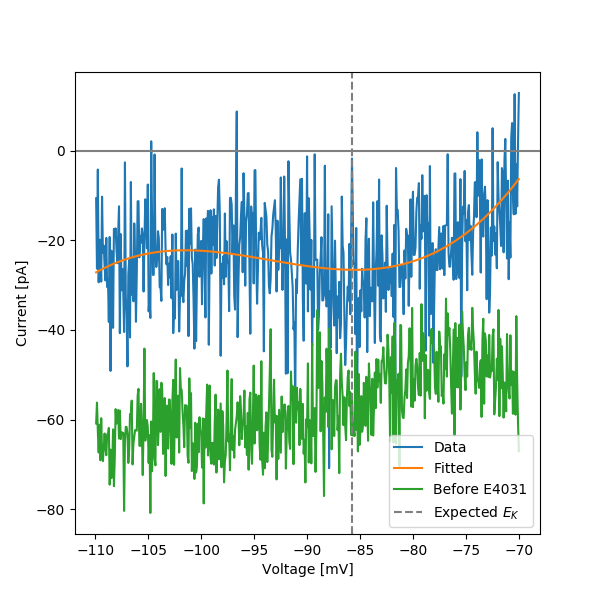 0
−20
−40
−60
−80
Current [pA]
−110
−105
−100
−95
−90
−85
−80
−75
−70
Voltage [mV]
Data
Fitted
Before E4031
Expected E_K